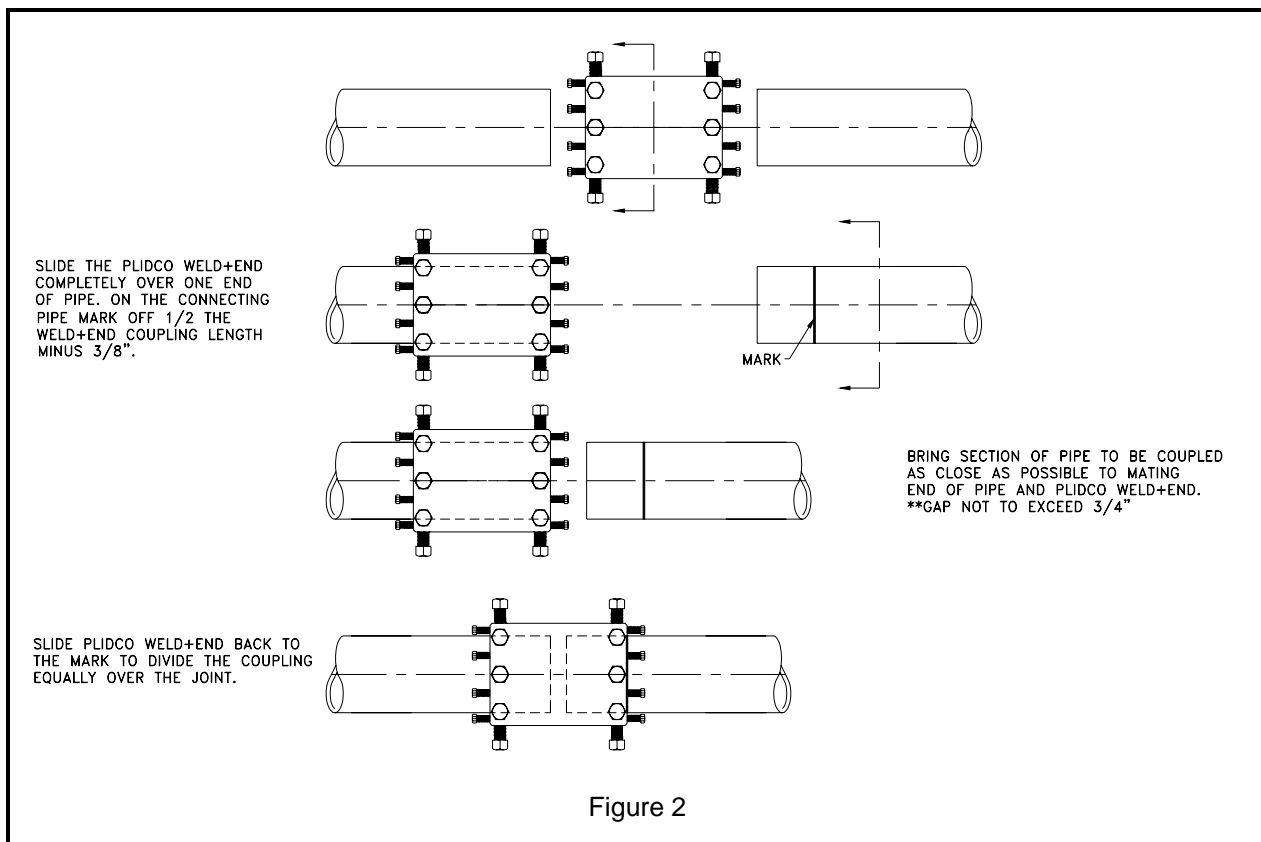 SLIDE THE PLIDCO WELD+END
COMPLETELY OVER ONE END
OF PIPE. ON THE CONNECTING
PIPE MARK OFF 1/2 THE
WELD+END COUPLING LENGTH
MINUS 3/8".
MARK
BRING SECTION OF PIPE TO BE COUPLED
AS CLOSE AS POSSIBLE TO MATING
END OF PIPE AND PLIDCO WELD+END.
**GAP NOT TO EXCEED 3/4"
SLIDE PLIDCO WELD+END BACK TO
THE MARK TO DIVIDE THE COUPLING
EQUALLY OVER THE JOINT.
Figure 2